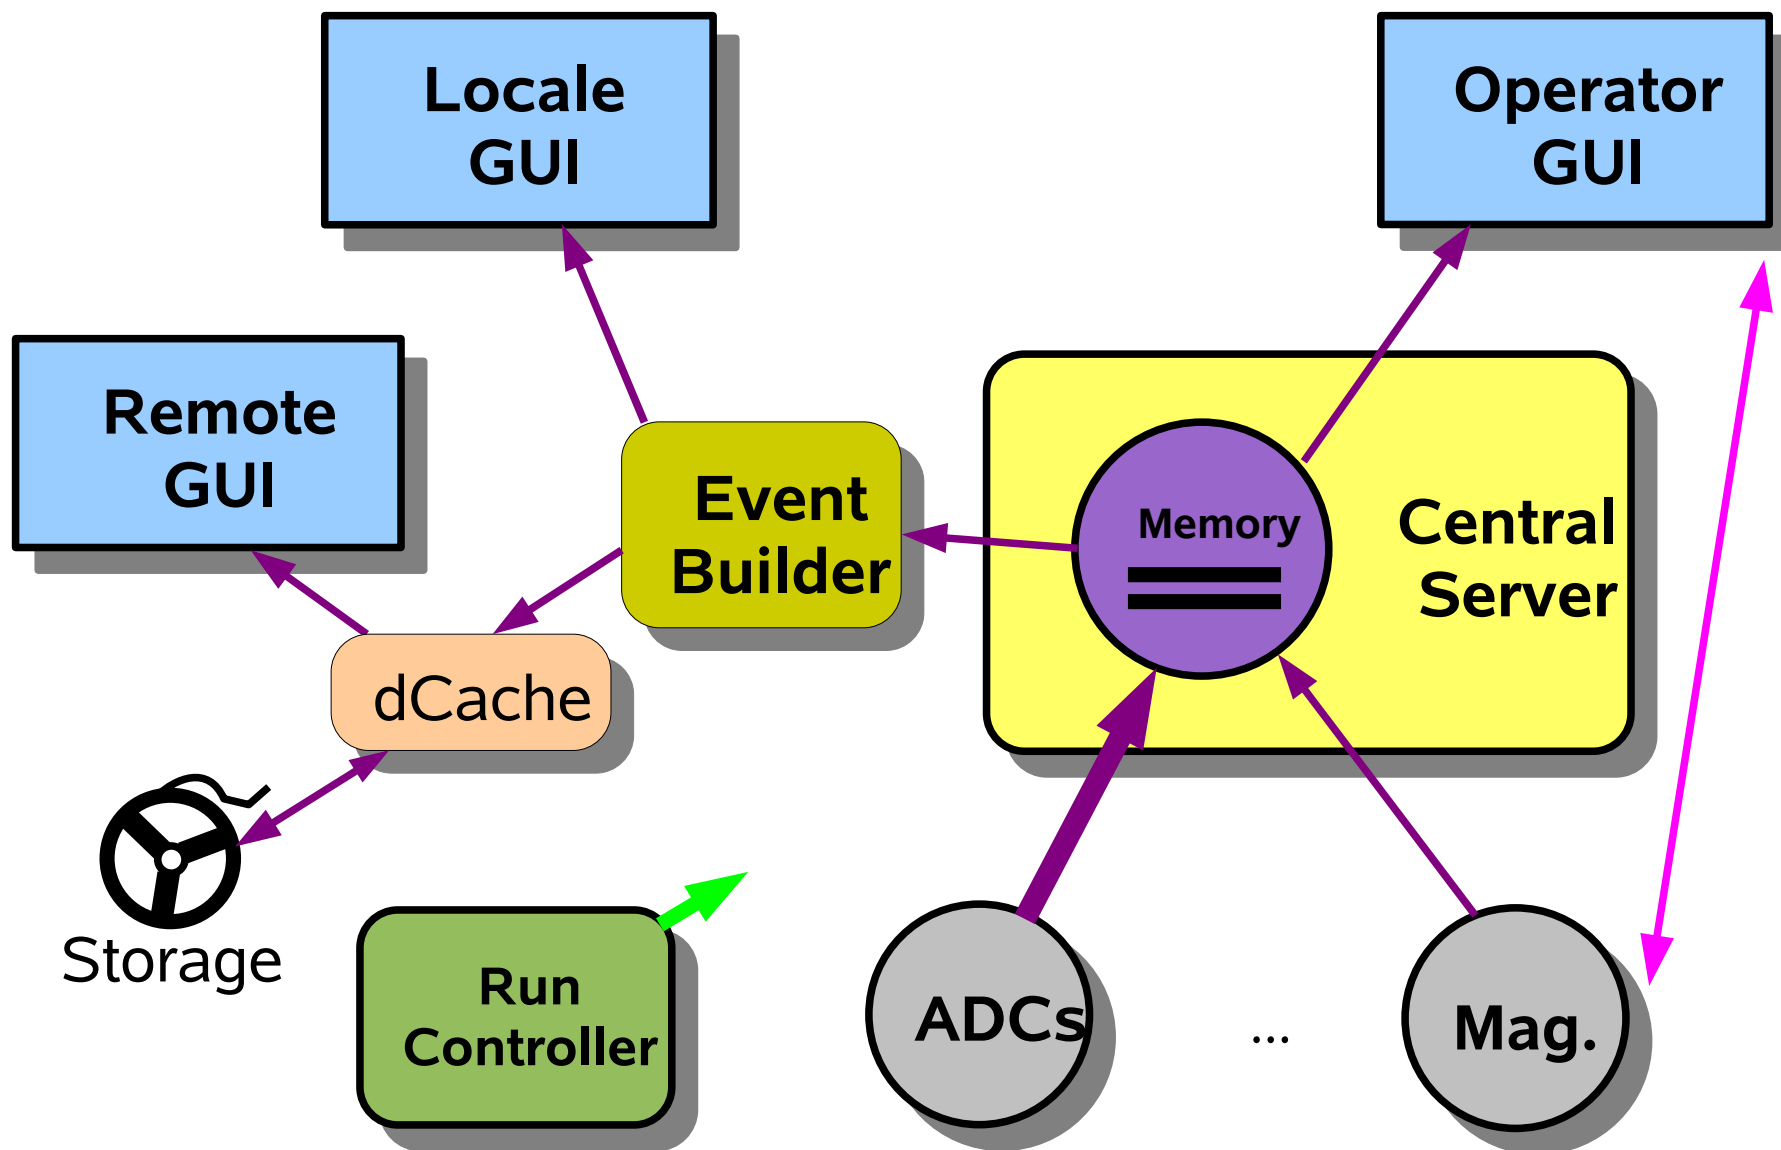 Locale
GUI
Operator
GUI
Remote
GUI
Event
Builder
Memory
Central
Server
dCache
Storage
Run
Controller
ADCs
...
Mag.